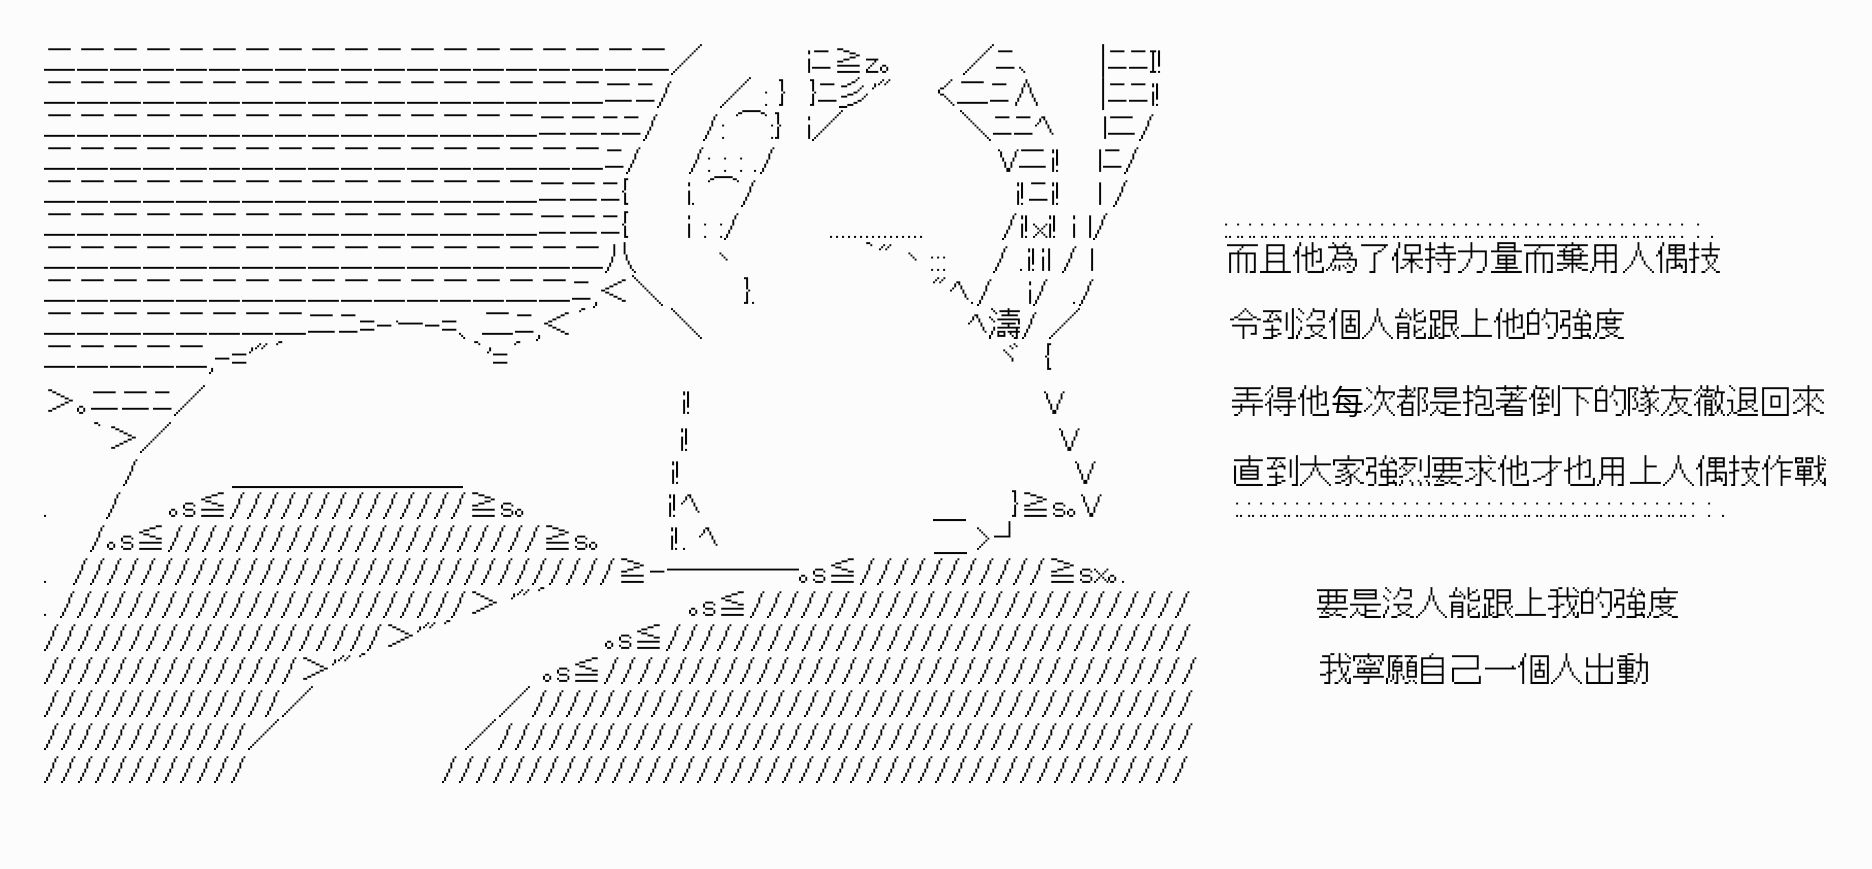 而且他為了保持力量而棄用人偶技
令到沒個人能跟上他的強度
弄得他每次都是抱著倒下的隊友徹退回來
直到大家強烈要求他才也用上人偶技作戰
要是沒人能跟上我的強度
我寧願自己一個人出動